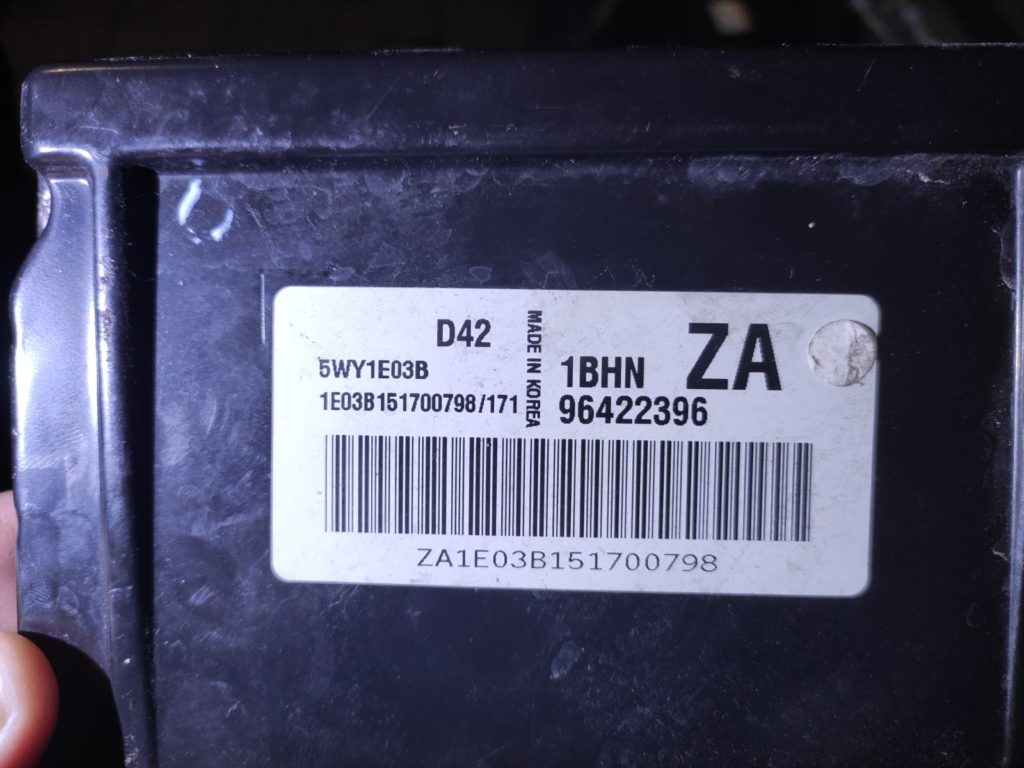 D42
5WY1E03B
1E03B151700798/171
MADE IN KOREA
1BHN
ZA
96422396
ZA1E03B151700798